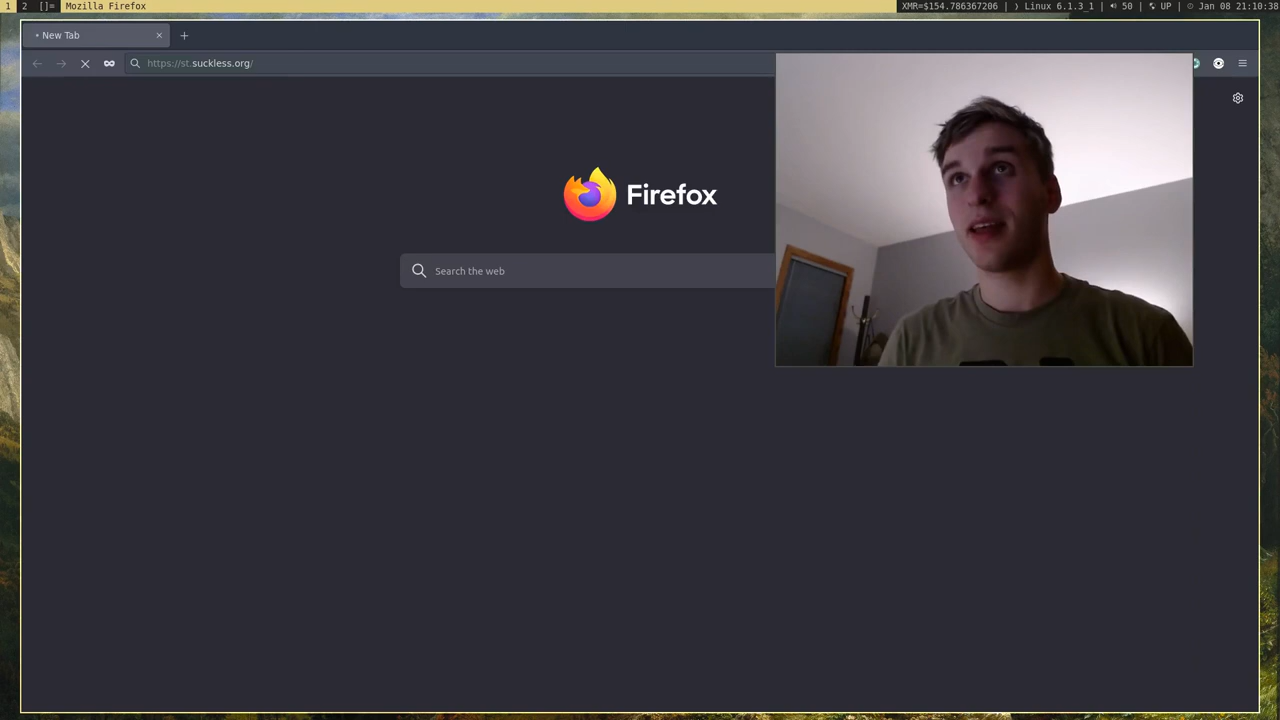 1 2 []= Mozilla Firefox XMR=$154.786367206 | ❯ Linux 6.1.3_1 | 50 | UP | Jan 08 21:10:38
New Tab
https://st.suckless.org/
Firefox
Search the web